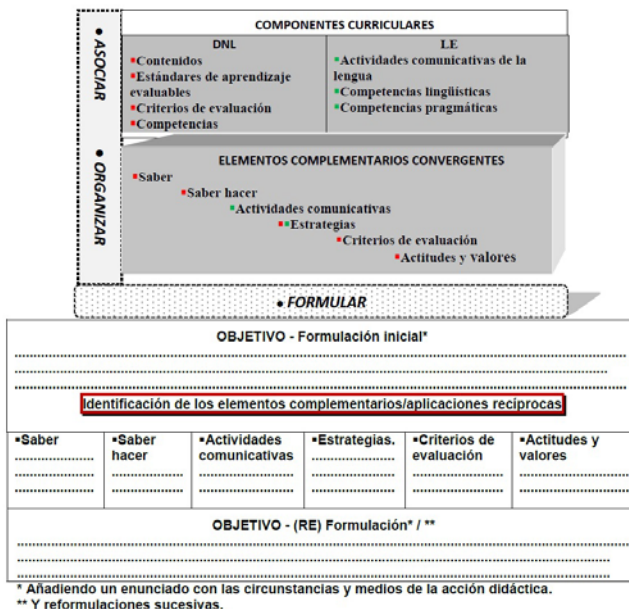 COMPONENTES CURRICULARES
• ASOCIAR
DNL
▪Contenidos
▪Estándares de aprendizaje
evaluables
▪Criterios de evaluación
▪Competencias
LE
▪Actividades comunicativas de la
lengua
▪Competencias lingüísticas
▪Competencias pragmáticas
• ORGANIZAR
ELEMENTOS COMPLEMENTARIOS CONVERGENTES
▪Saber
▪Saber hacer
▪Actividades comunicativas
▪▪Estrategias
▪Criterios de evaluación
▪Actitudes y valores
• FORMULAR
OBJETIVO - Formulación inicial*
Identificación de los elementos complementarios/aplicaciones recíprocas
▪Saber
▪Saber
hacer
▪Actividades
comunicativas
▪Estrategias.
▪Criterios de
evaluación
▪Actitudes y
valores
OBJETIVO - (RE) Formulación* / **
* Añadiendo un enunciado con las circunstancias y medios de la acción didáctica.
** Y reformulaciones sucesivas.